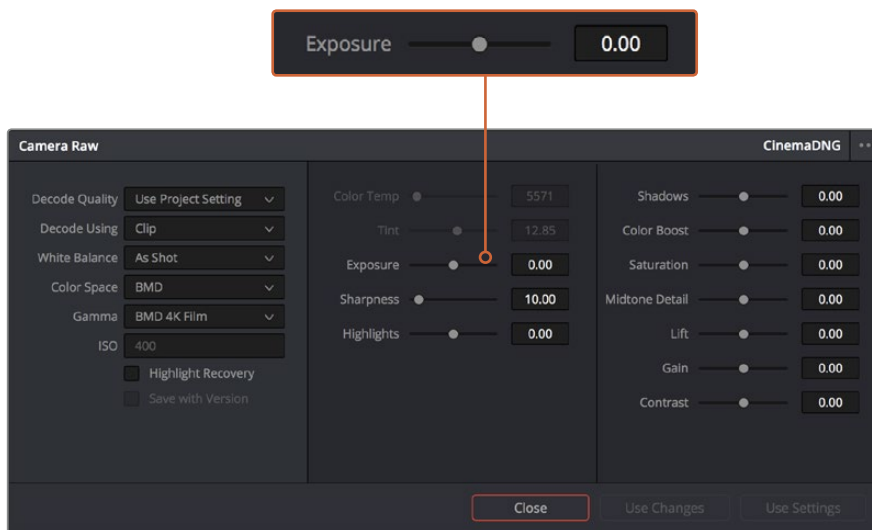 Exposure 0.00
Camera Raw CinemaDNG
Decode Quality Use Project Setting
Decode Using Clip
White Balance As Shot
Color Space BMD
Gamma BMD 4K Film
ISO 400
Highlight Recovery
Save with Version
Color Temp 5571
Tint 12.85
Exposure 0.00
Sharpness 10.00
Highlights 0.00
Shadows 0.00
Color Boost 0.00
Saturation 0.00
Midtone Detail 0.00
Lift 0.00
Gain 0.00
Contrast 0.00
Close Use Changes Use Settings